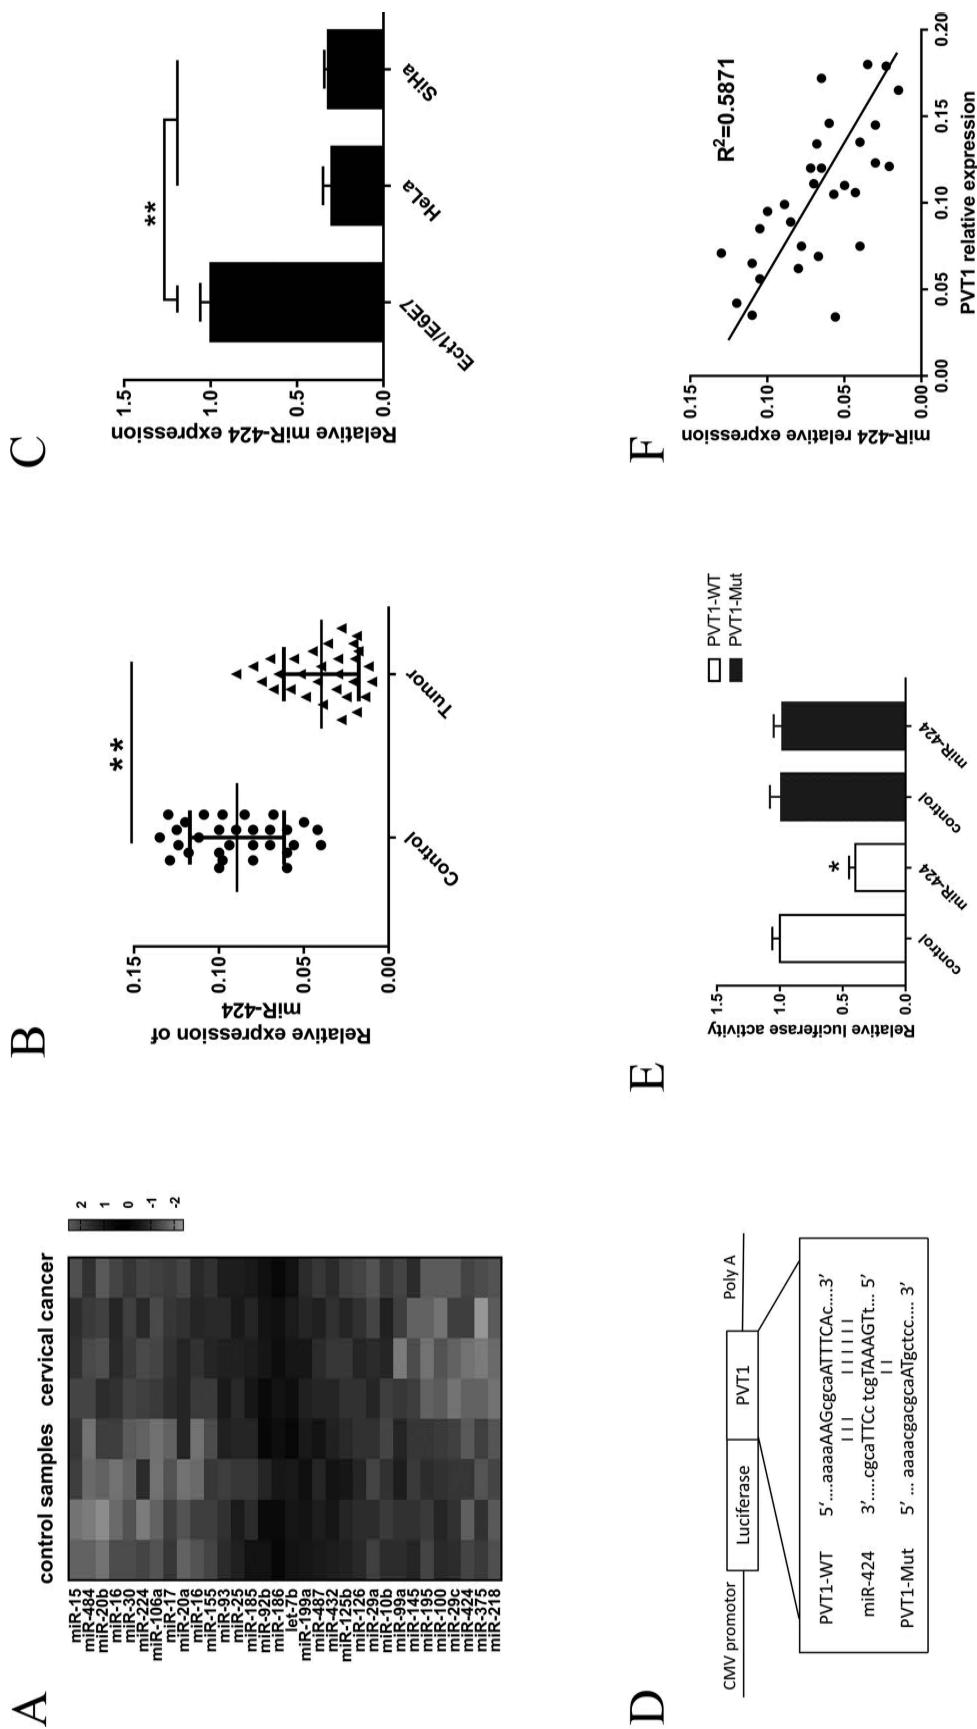 A
control samples cervical cancer
miR-15
miR-484
miR-20b
miR-16
miR-30
miR-224
miR-106a
miR-17
miR-20a
miR-16
miR-155
miR-93
miR-25
miR-185
miR-92b
miR-186
let-7b
miR-199a
miR-487
miR-432
miR-125b
miR-126
miR-29a
miR-10b
miR-99a
miR-145
miR-195
miR-100
miR-29c
miR-424
miR-375
miR-218
2
1
0
-1
-2
B
Relative expression of
miR-424
0.15
0.10
0.05
0.00
**
Control
Tumor
C
Relative miR-424 expression
1.5
1.0
0.5
0.0
**
Ect1/E6E7
HeLa
SiHa
D
CMV promotor
Luciferase
PVT1
Poly A
PVT1-WT 5‘....aaaaAAGcgcaATTTCAc....3’
miR-424 3’.....cgcaTTCc tcgTAAAGTt... 5’
PVT1-Mut 5’ ... aaaacgacgcaATgctcc.... 3’
E
Relative luciferase activity
1.5
1.0
0.5
0.0
*
control
miR-424
control
miR-424
PVT1-WT
PVT1-Mut
F
miR-424 relative expression
0.15
0.10
0.05
0.00
R²=0.5871
0.00
0.05
0.10
0.15
0.20
PVT1 relative expression